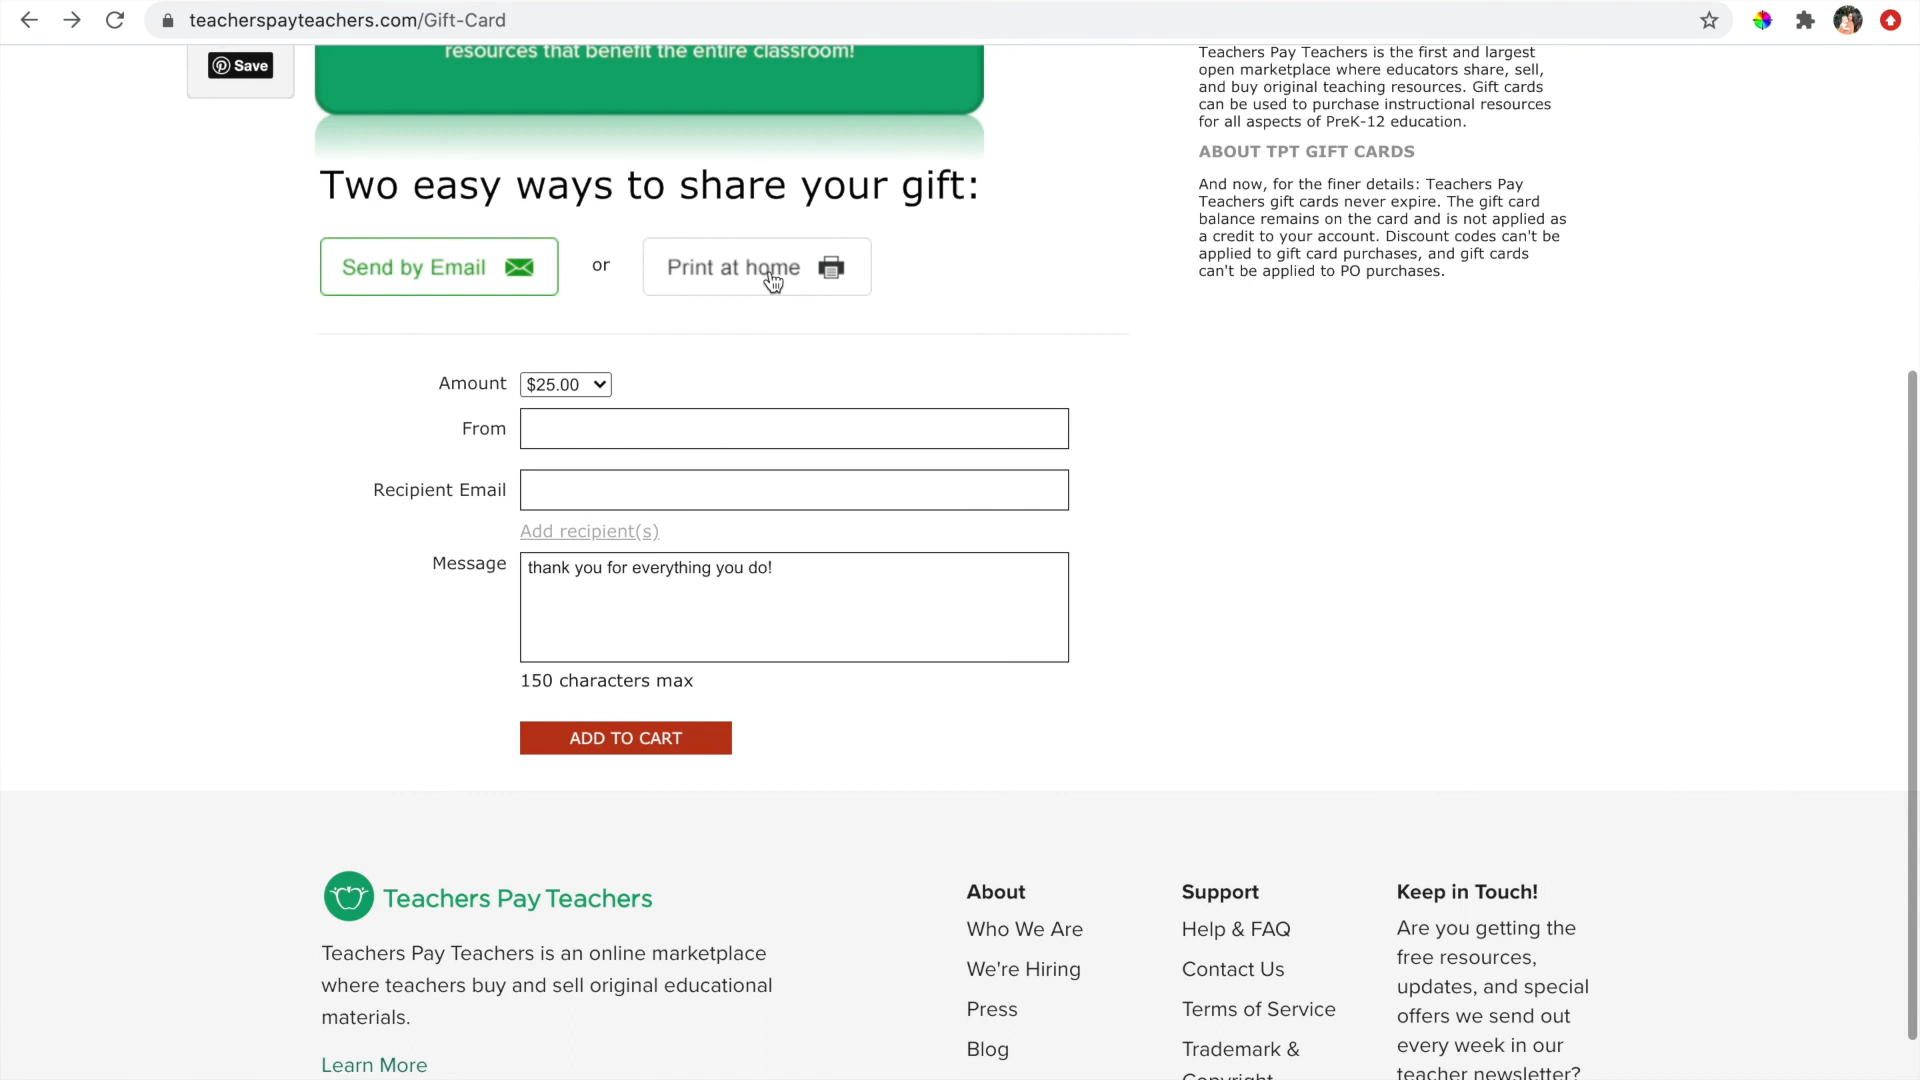 teacherspayteachers.com/Gift-Card
Save
resources that benefit the entire classroom!
Two easy ways to share your gift:
Send by Email
or
Print at home
Amount
$25.00
From
Recipient Email
Add recipient(s)
Message
thank you for everything you do!
150 characters max
ADD TO CART
Teachers Pay Teachers is the first and largest
open marketplace where educators share, sell,
and buy original teaching resources. Gift cards
can be used to purchase instructional resources
for all aspects of PreK-12 education.
ABOUT TPT GIFT CARDS
And now, for the finer details: Teachers Pay
Teachers gift cards never expire. The gift card
balance remains on the card and is not applied as
a credit to your account. Discount codes can't be
applied to gift card purchases, and gift cards
can't be applied to PO purchases.
Teachers Pay Teachers
Teachers Pay Teachers is an online marketplace
where teachers buy and sell original educational
materials.
Learn More
About
Who We Are
We're Hiring
Press
Blog
Support
Help & FAQ
Contact Us
Terms of Service
Trademark &
Copyright
Keep in Touch!
Are you getting the
free resources,
updates, and special
offers we send out
every week in our
teacher newsletter?